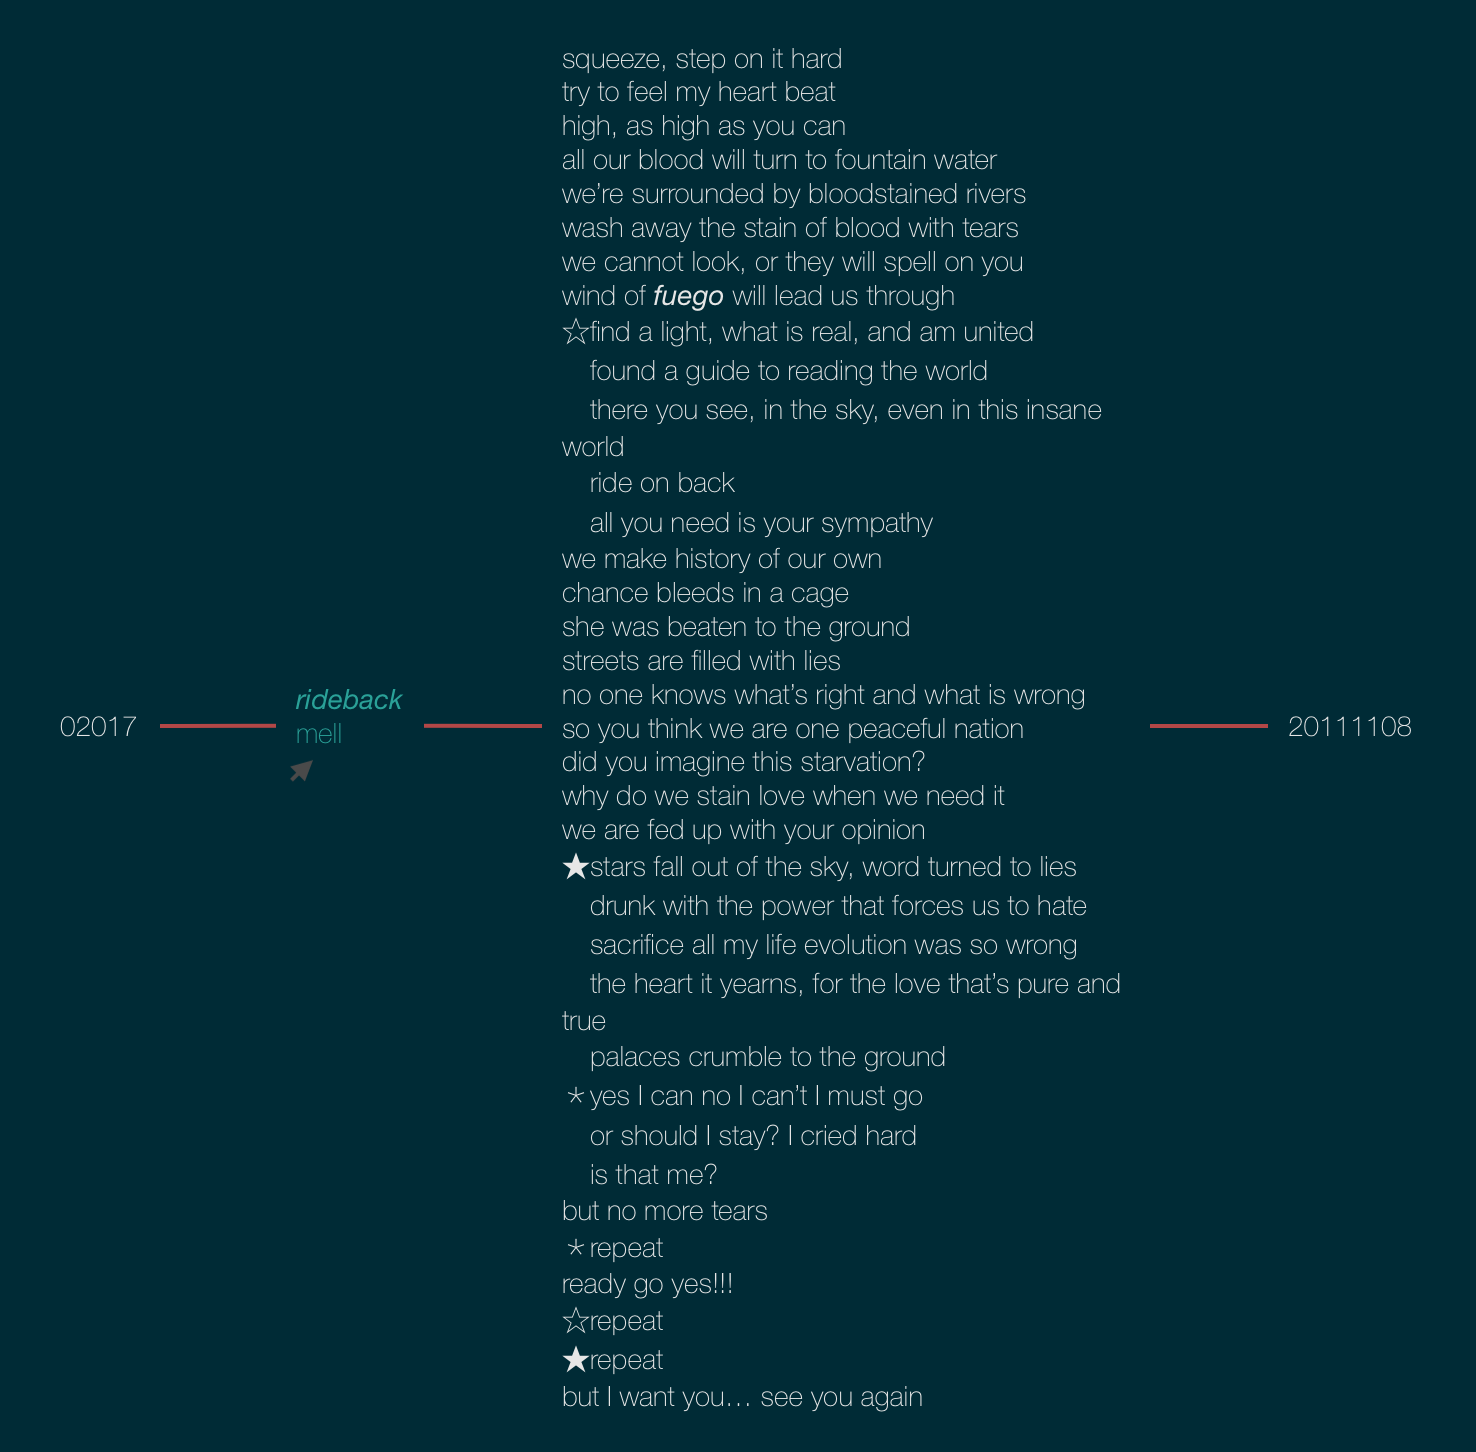 02017
rideback
mell
squeeze, step on it hard
try to feel my heart beat
high, as high as you can
all our blood will turn to fountain water
we’re surrounded by bloodstained rivers
wash away the stain of blood with tears
we cannot look, or they will spell on you
wind of fuego will lead us through
☆find a light, what is real, and am united
found a guide to reading the world
there you see, in the sky, even in this insane
world
ride on back
all you need is your sympathy
we make history of our own
chance bleeds in a cage
she was beaten to the ground
streets are filled with lies
no one knows what’s right and what is wrong
so you think we are one peaceful nation
did you imagine this starvation?
why do we stain love when we need it
we are fed up with your opinion
★stars fall out of the sky, word turned to lies
drunk with the power that forces us to hate
sacrifice all my life evolution was so wrong
the heart it yearns, for the love that’s pure and
true
palaces crumble to the ground
＊yes I can no I can’t I must go
or should I stay? I cried hard
is that me?
but no more tears
＊repeat
ready go yes!!!
☆repeat
★repeat
but I want you… see you again
20111108